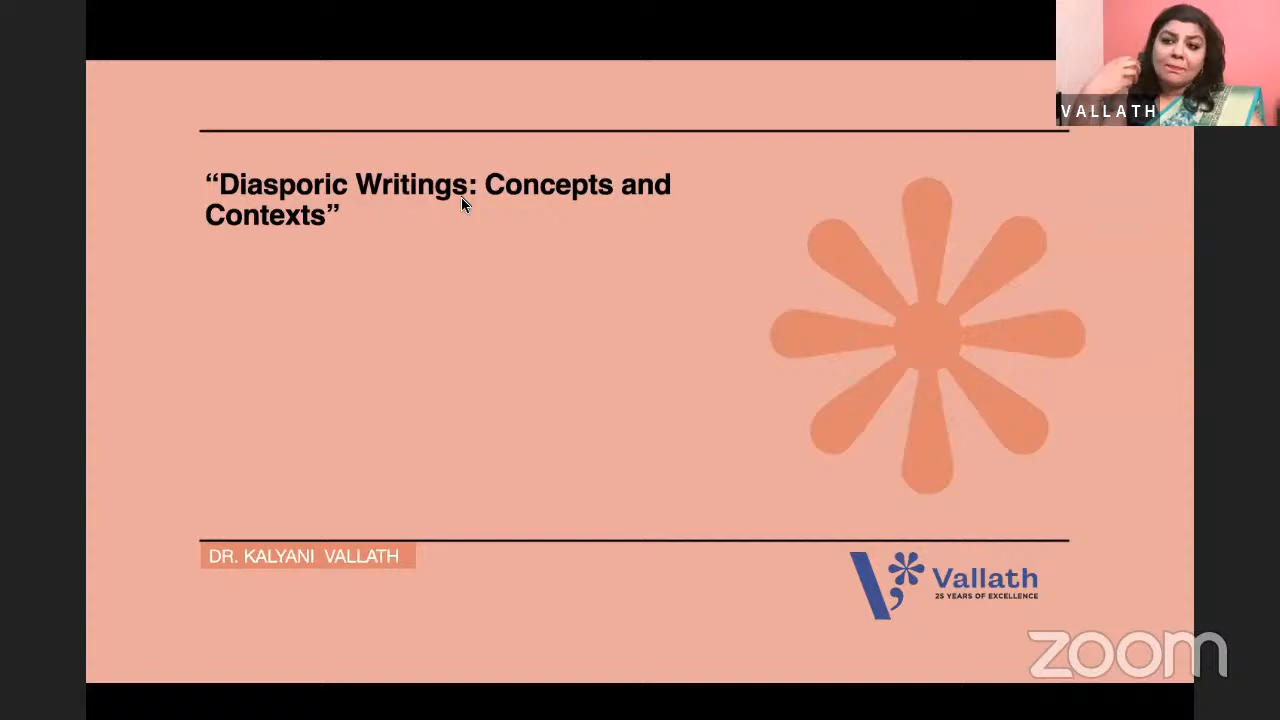 VALLATH
“Diasporic Writings: Concepts and
Contexts”
DR. KALYANI VALLATH
Vallath
25 YEARS OF EXCELLENCE
zoom